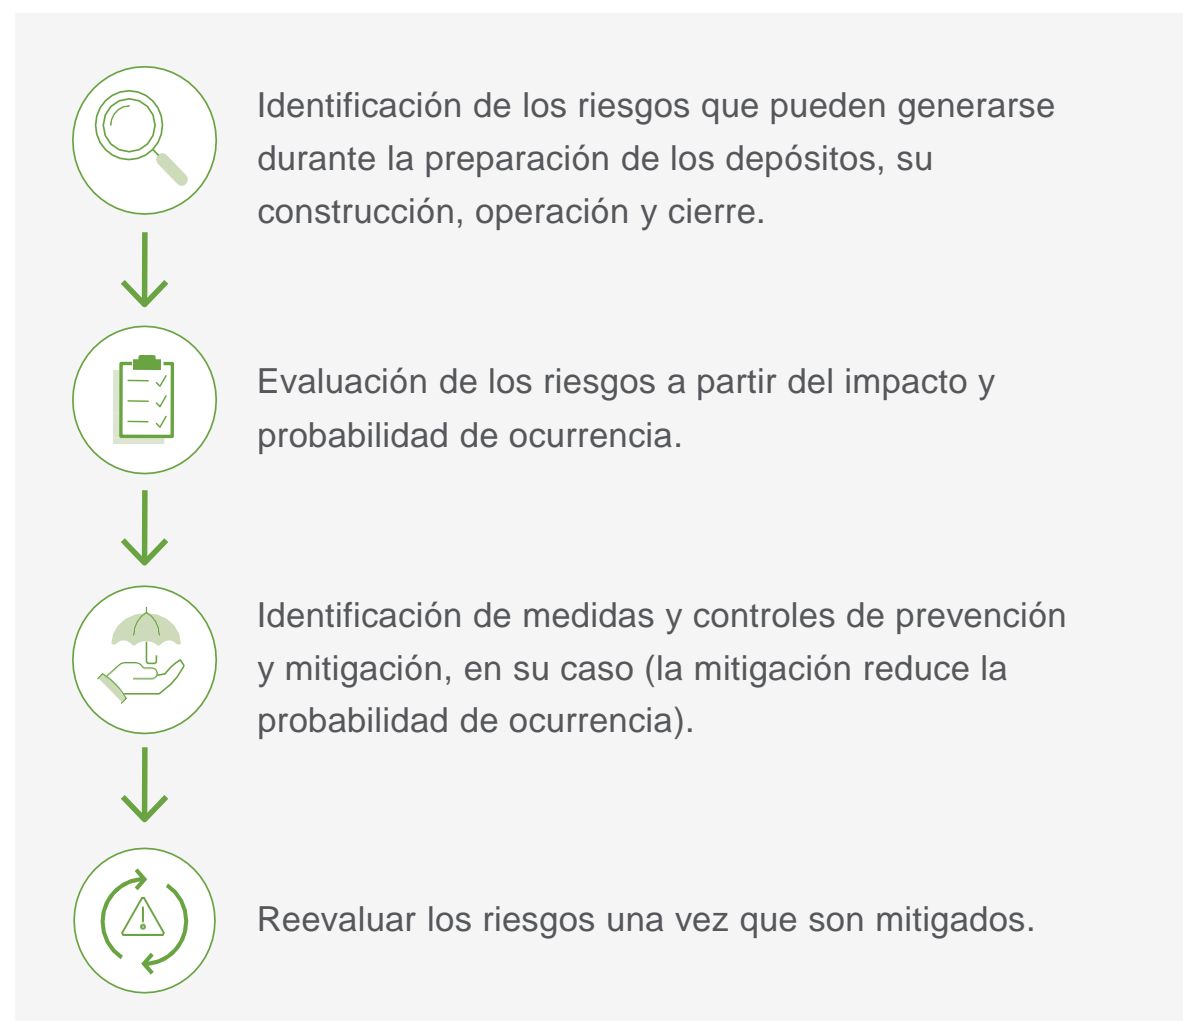 Identificación de los riesgos que pueden generarse
durante la preparación de los depósitos, su
construcción, operación y cierre.
Evaluación de los riesgos a partir del impacto y
probabilidad de ocurrencia.
Identificación de medidas y controles de prevención
y mitigación, en su caso (la mitigación reduce la
probabilidad de ocurrencia).
Reevaluar los riesgos una vez que son mitigados.